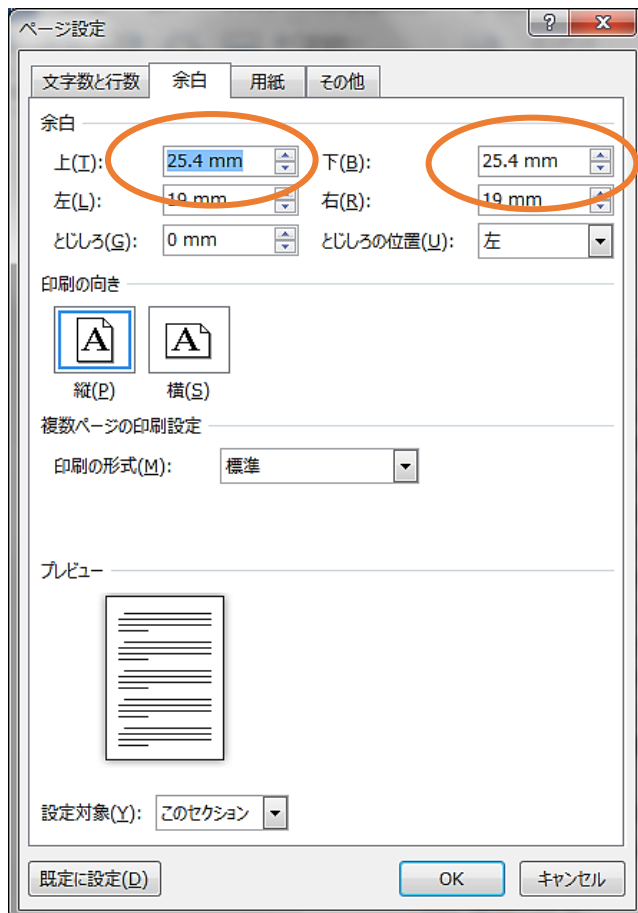 ページ設定
文字数と行数 余白 用紙 その他
余白
上(T): 25.4 mm 下(B): 25.4 mm
左(L): 19 mm 右(R): 19 mm
とじしろ(G): 0 mm とじしろの位置(U): 左
印刷の向き
A A
縦(P) 横(S)
複数ページの印刷設定
印刷の形式(M): 標準
プレビュー
設定対象(Y): このセクション
既定に設定(D) OK キャンセル